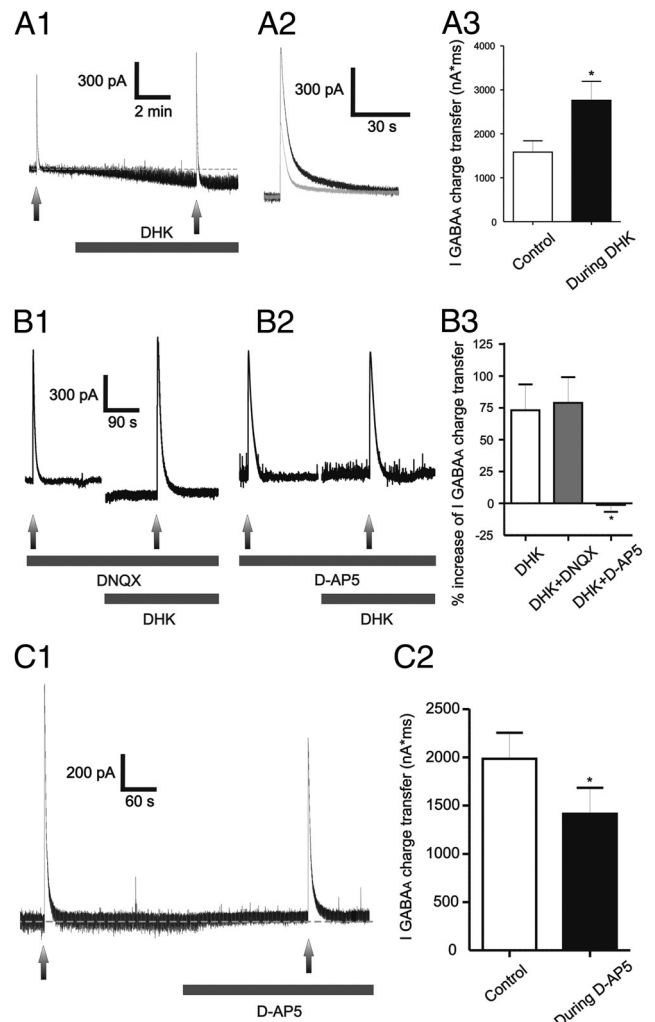 A1
A2
A3
300 pA
2 min
DHK
300 pA
30 s
I GABAA charge transfer (nA*ms)
4000
3000
2000
1000
0
*
Control
During DHK
B1
B2
B3
300 pA
90 s
DNQX
DHK
D-AP5
DHK
% increase of I GABAA charge transfer
125
100
75
50
25
0
-25
*
DHK
DHK+DNQX
DHK+D-AP5
C1
C2
200 pA
60 s
D-AP5
I GABAA charge transfer (nA*ms)
2500
2000
1500
1000
500
0
*
Control
During D-AP5